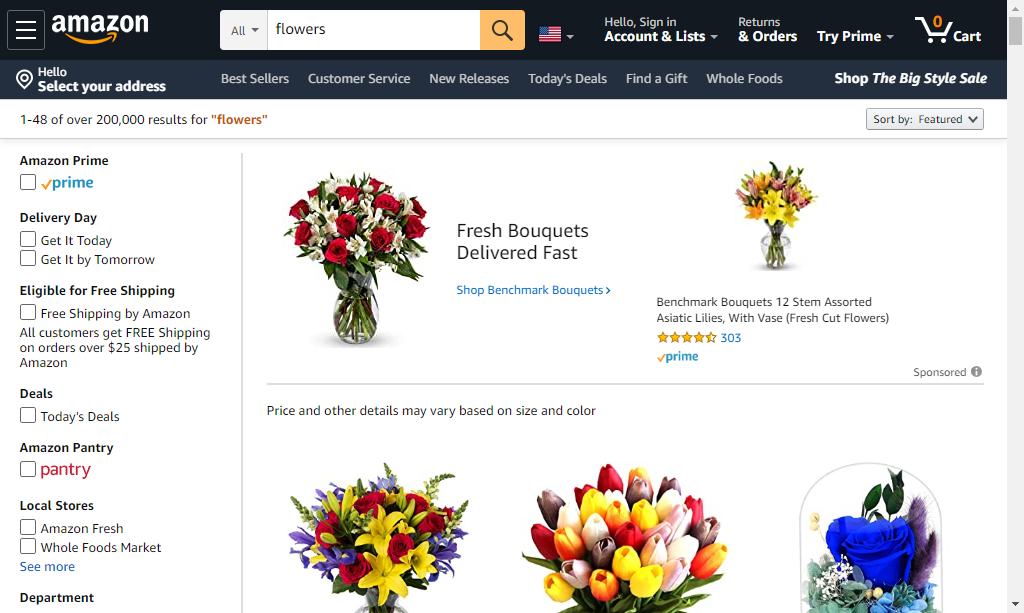 amazon
All
flowers
Hello, Sign in
Account & Lists
Returns
& Orders
Try Prime
0
Cart
Hello
Select your address
Best Sellers
Customer Service
New Releases
Today's Deals
Find a Gift
Whole Foods
Shop The Big Style Sale
1-48 of over 200,000 results for "flowers"
Sort by: Featured
Amazon Prime
prime
Delivery Day
Get It Today
Get It by Tomorrow
Eligible for Free Shipping
Free Shipping by Amazon
All customers get FREE Shipping
on orders over $25 shipped by
Amazon
Deals
Today's Deals
Amazon Pantry
pantry
Local Stores
Amazon Fresh
Whole Foods Market
See more
Department
Fresh Bouquets
Delivered Fast
Shop Benchmark Bouquets
Benchmark Bouquets 12 Stem Assorted
Asiatic Lilies, With Vase (Fresh Cut Flowers)
303
prime
Sponsored
Price and other details may vary based on size and color